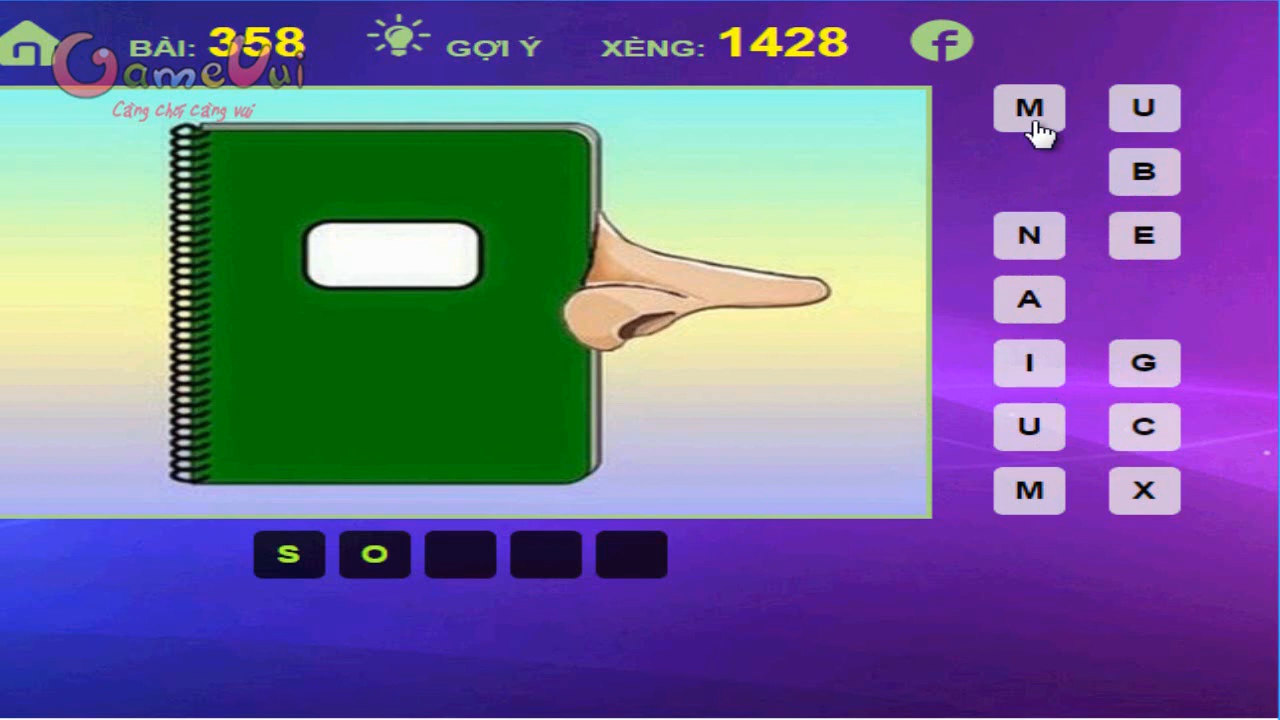 BÀI: 358
GỢI Ý
XÈNG: 1428
f
GameVui
Càng chơi càng vui
M U
B
N E
A
I G
U C
M X
S O